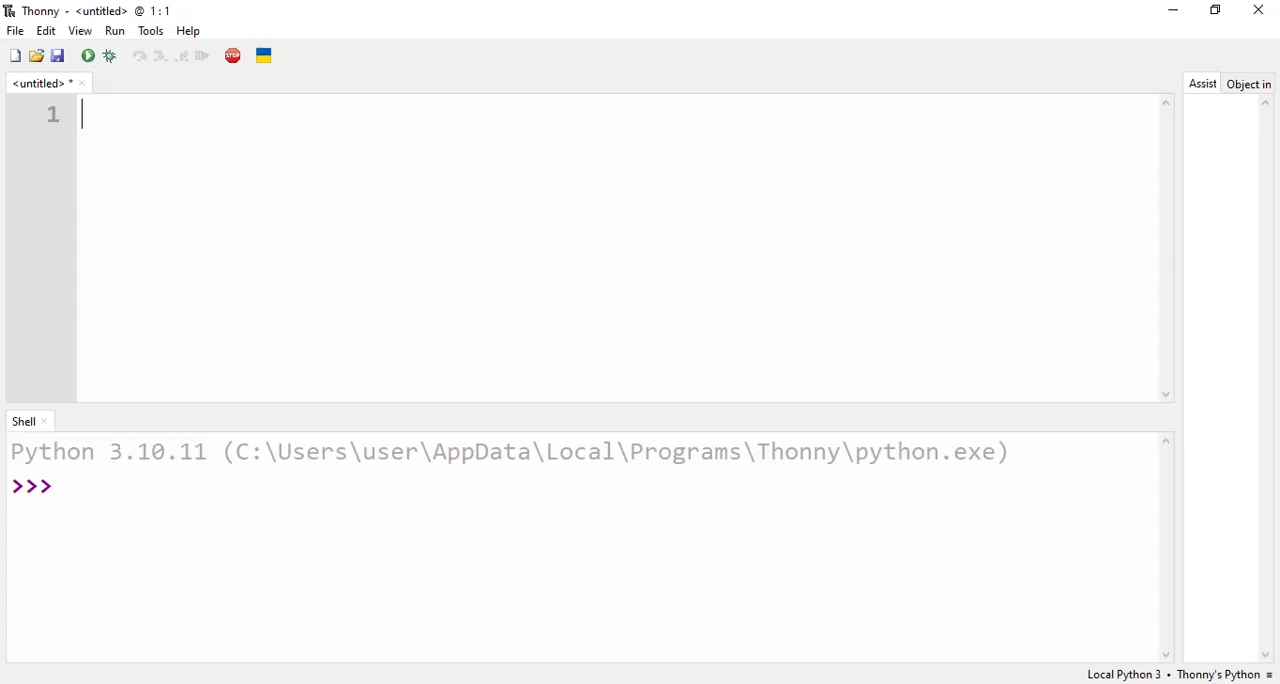 Thonny - <untitled> @ 1:1
File Edit View Run Tools Help
STOP
<untitled> *
Assist Object in
1
Shell
Python 3.10.11 (C:\Users\user\AppData\Local\Programs\Thonny\python.exe)
>>>
Local Python 3 • Thonny's Python ≡